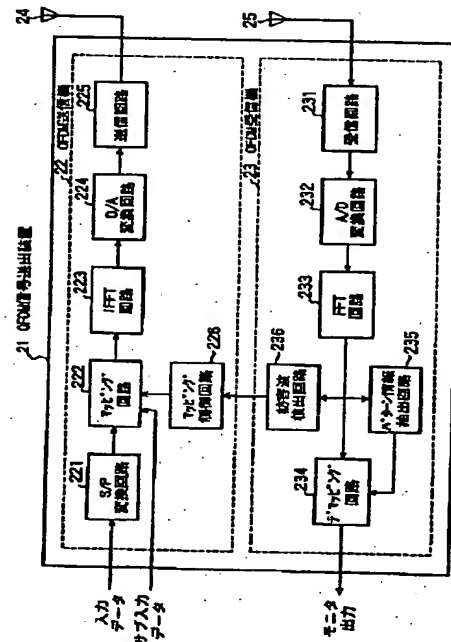 21 OFDM信号送出装置
22 OFDM送信機
入力
データ
サブ入力
データ
221
S/P
変換回路
222
マッピング
回路
223
IFFT
回路
224
D/A
変換回路
225
送信回路
24
226
マッピング
制御回路
23 OFDM受信機
25
231
受信回路
232
A/D
変換回路
233
FFT
回路
236
妨害波
検出回路
235
パターン情報
抽出回路
234
デマッピング
回路
モニタ
出力